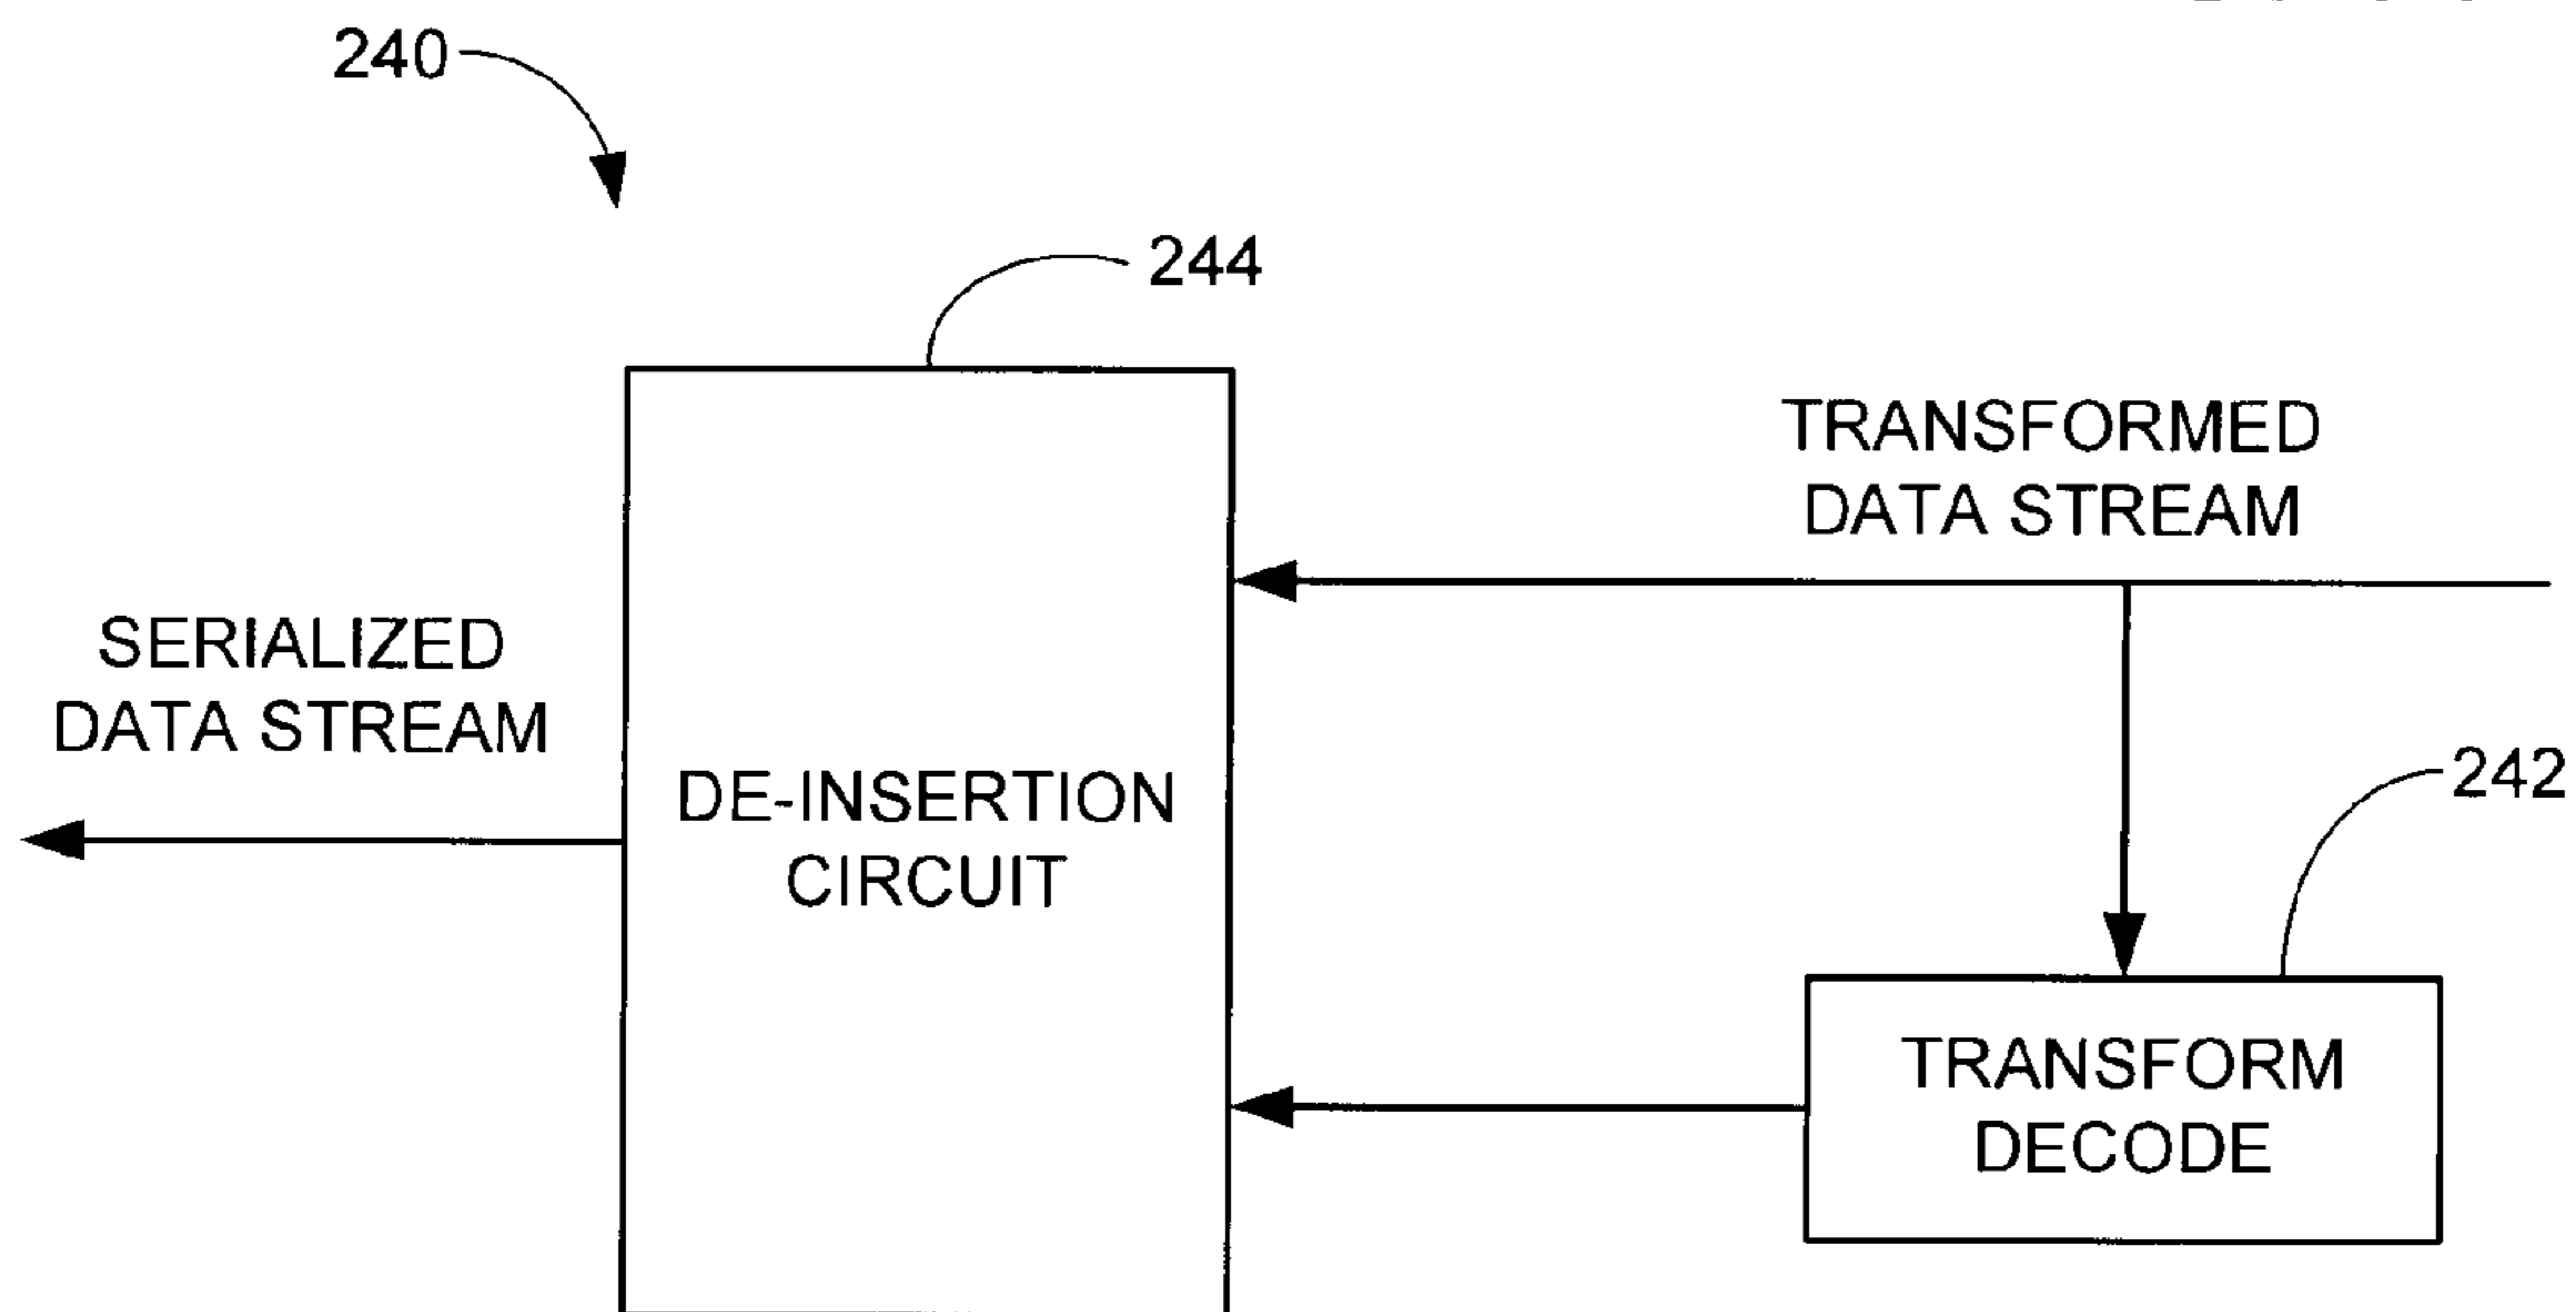 240
244
TRANSFORMED
DATA STREAM
SERIALIZED
DATA STREAM
DE-INSERTION
CIRCUIT
242
TRANSFORM
DECODE